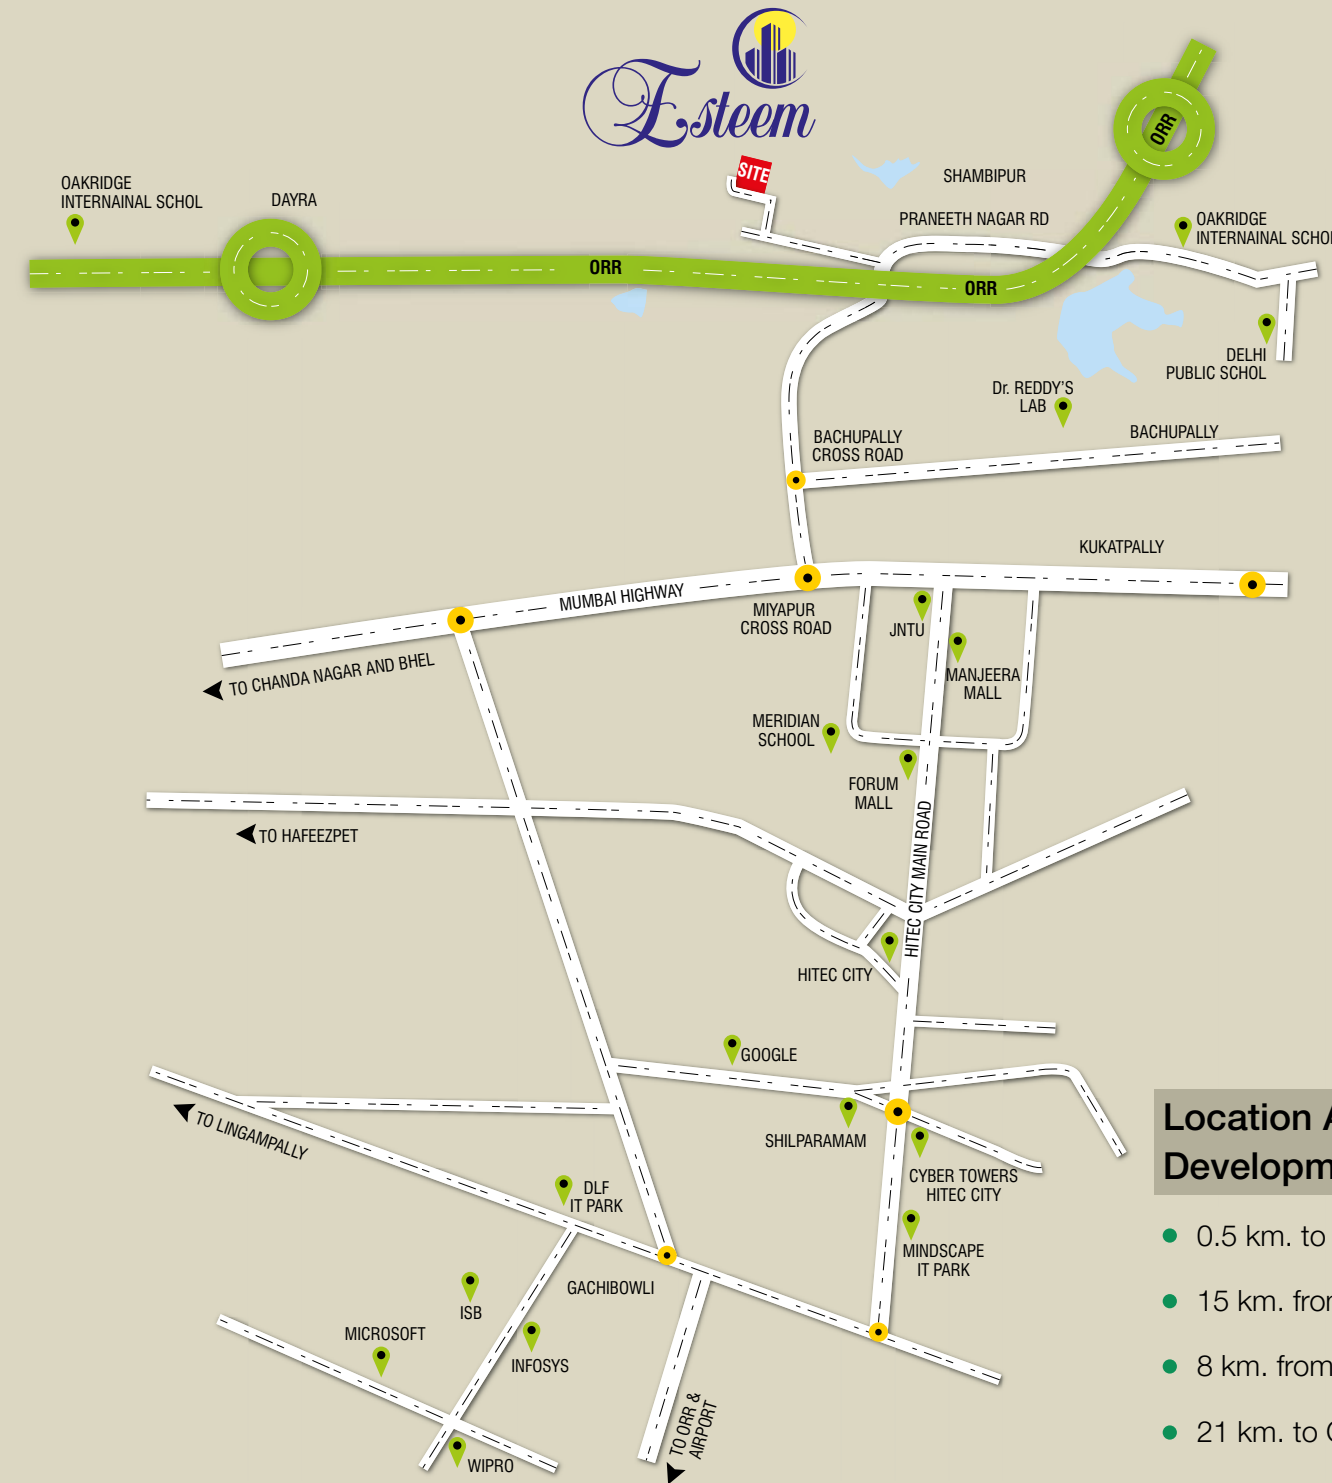 Esteem
ORR
SITE
SHAMBIPUR
OAKRIDGE
INTERNAINAL SCHOL
DAYRA
PRANEETH NAGAR RD
OAKRIDGE
INTERNAINAL SCHOL
ORR
ORR
DELHI
PUBLIC SCHOL
Dr. REDDY'S
LAB
BACHUPALLY
CROSS ROAD
BACHUPALLY
KUKATPALLY
MUMBAI HIGHWAY
MIYAPUR
CROSS ROAD
JNTU
TO CHANDA NAGAR AND BHEL
MANJEERA
MALL
MERIDIAN
SCHOOL
FORUM
MALL
TO HAFEEZPET
HITEC CITY MAIN ROAD
HITEC CITY
GOOGLE
TO LINGAMPALLY
SHILPARAMAM
CYBER TOWERS
HITEC CITY
DLF
IT PARK
MINDSCAPE
IT PARK
GACHIBOWLI
ISB
MICROSOFT
INFOSYS
TO ORR &
AIRPORT
WIPRO
Location A
Developm
0.5 km. to
15 km. from
8 km. from
21 km. to